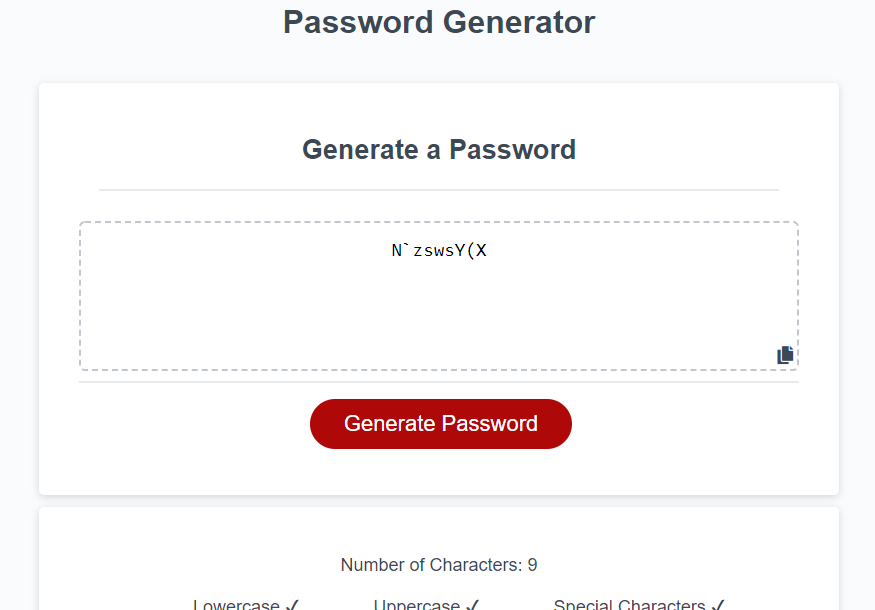 Password Generator
Generate a Password
N`zswsY(X
Generate Password
Number of Characters: 9
Lowercase ✓ Uppercase ✓ Special Characters ✓